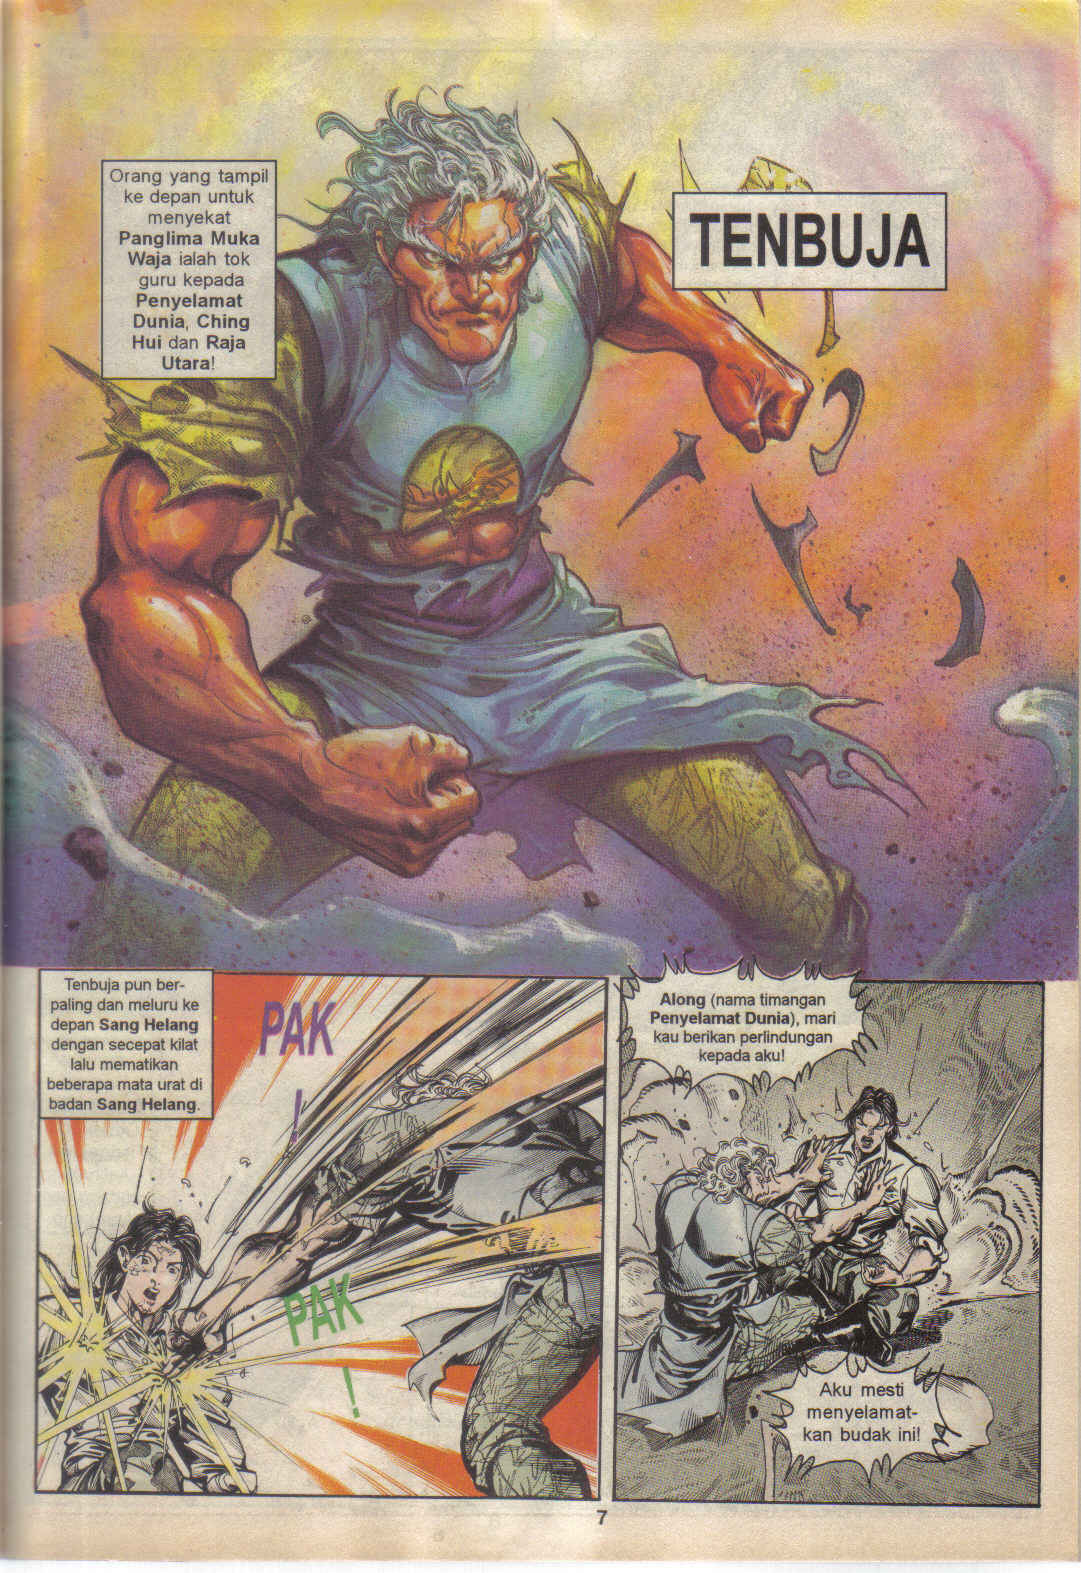 Orang yang tampil
ke depan untuk
menyekat
Panglima Muka
Waja ialah tok
guru kepada
Penyelamat
Dunia, Ching
Hui dan Raja
Utara!
TENBUJA
Tenbuja pun ber-
paling dan meluru ke
depan Sang Helang
dengan secepat kilat
lalu mematikan
beberapa mata urat di
badan Sang Helang.
PAK
!
PAK
!
Along (nama timangan
Penyelamat Dunia), mari
kau berikan perlindungan
kepada aku!
Aku mesti
menyelamat-
kan budak ini!
7